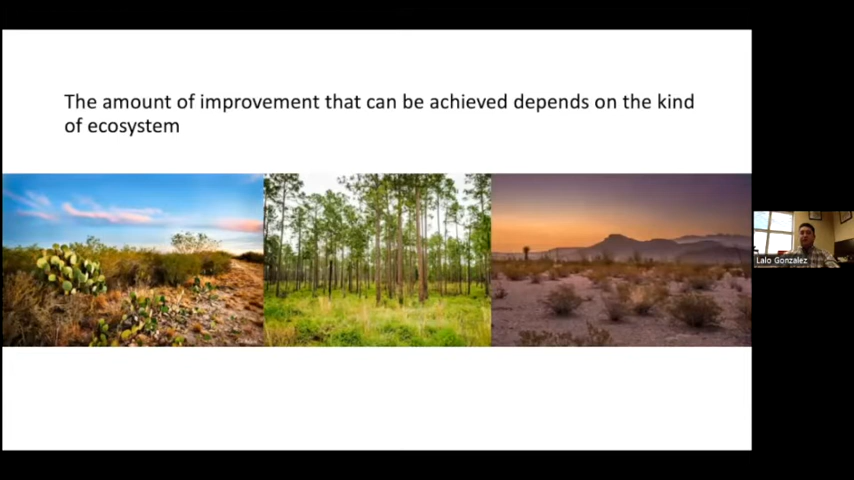 The amount of improvement that can be achieved depends on the kind
of ecosystem
Lalo Gonzalez